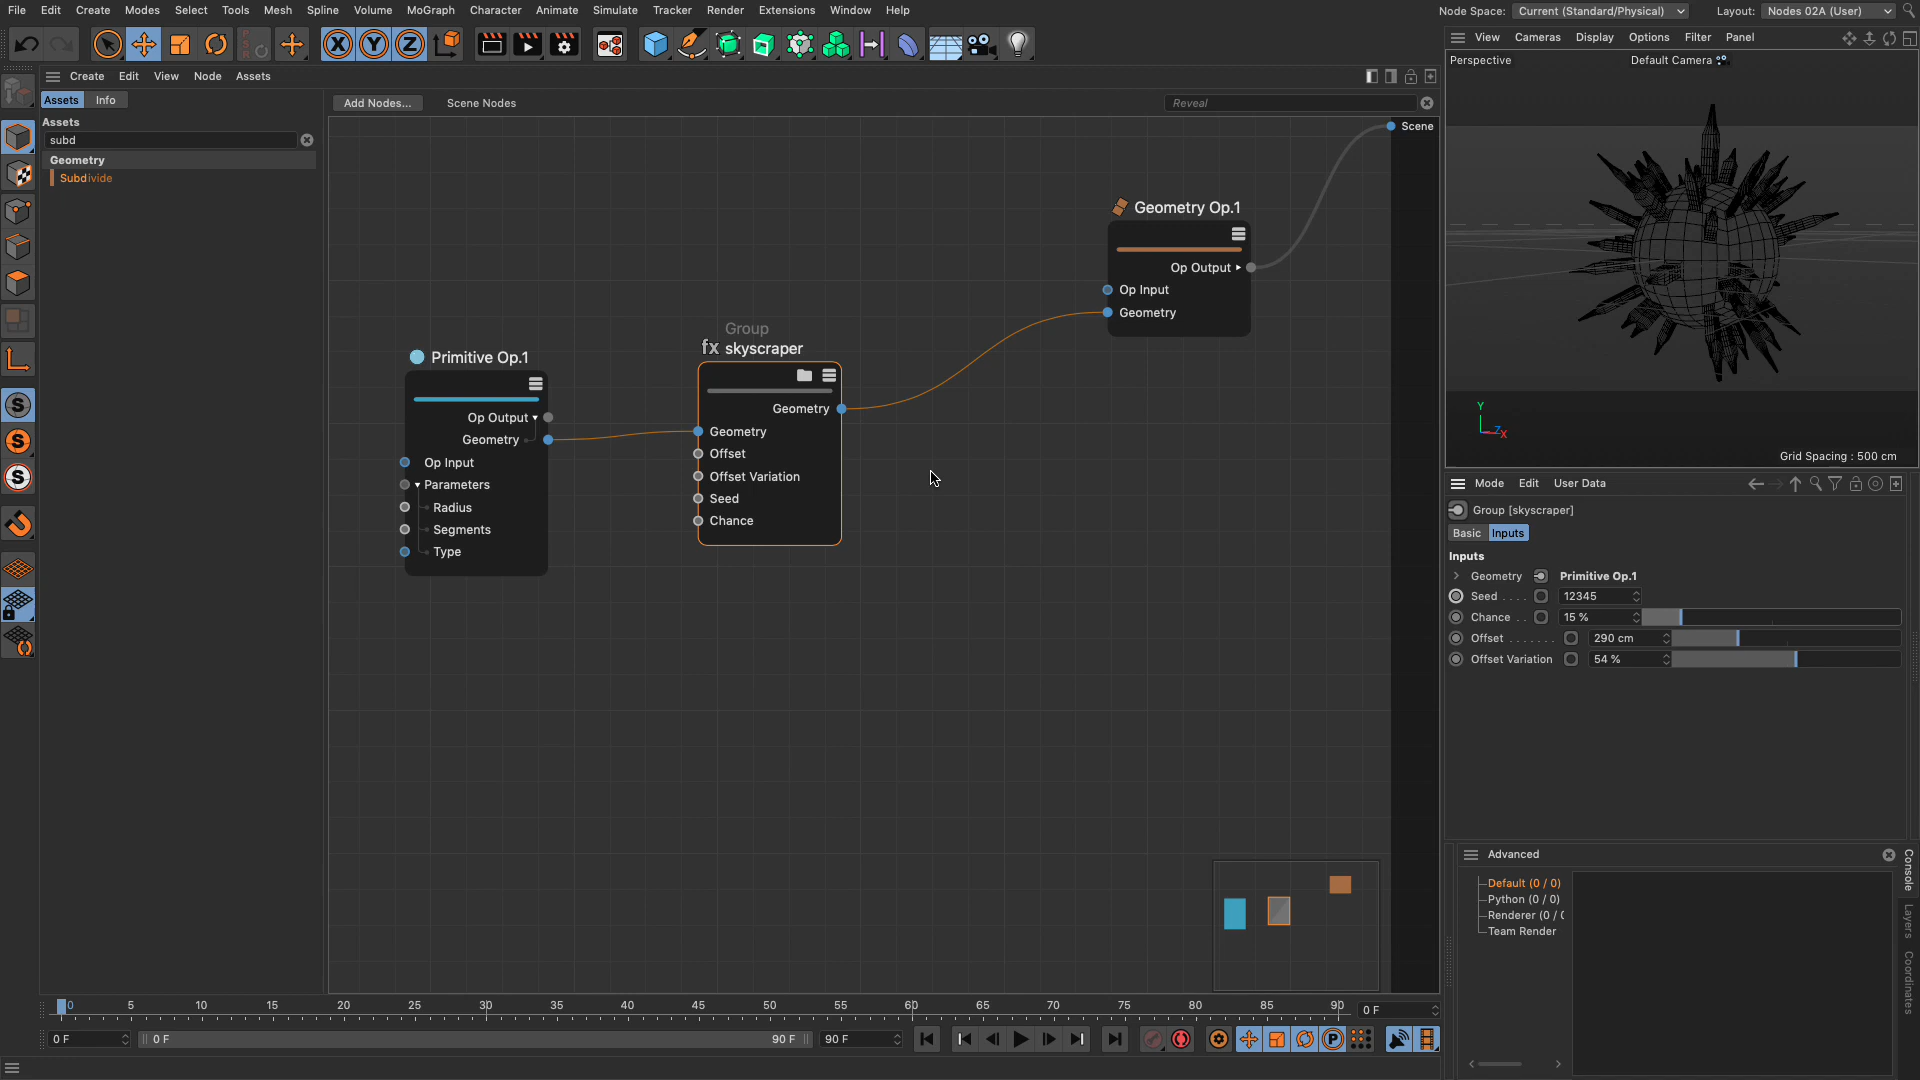 File Edit Create Modes Select Tools Mesh Spline Volume MoGraph Character Animate Simulate Tracker Render Extensions Window Help
Node Space: Current (Standard/Physical) Layout: Nodes 02A (User)
X Y Z
PSR
Create Edit View Node Assets
Assets Info
Assets
subd
Geometry
Subdivide
Add Nodes... Scene Nodes Reveal
Scene
Geometry Op.1
Op Output
Op Input
Geometry
Primitive Op.1
Op Output
Geometry
Op Input
Parameters
Radius
Segments
Type
Group
fx skyscraper
Geometry
Geometry
Offset
Offset Variation
Seed
Chance
View Cameras Display Options Filter Panel
Perspective Default Camera
Y
Z X
Grid Spacing : 500 cm
Mode Edit User Data
Group [skyscraper]
Basic Inputs
Inputs
Geometry Primitive Op.1
Seed . . . . 12345
Chance . . 15 %
Offset . . . . . . . 290 cm
Offset Variation 54 %
Advanced
Default (0 / 0)
Python (0 / 0)
Renderer (0 / 0
Team Render
Console
Layers
Coordinates
S
S
S
0 5 10 15 20 25 30 35 40 45 50 55 60 65 70 75 80 85 90 0 F
0 F 0 F 90 F 90 F
P